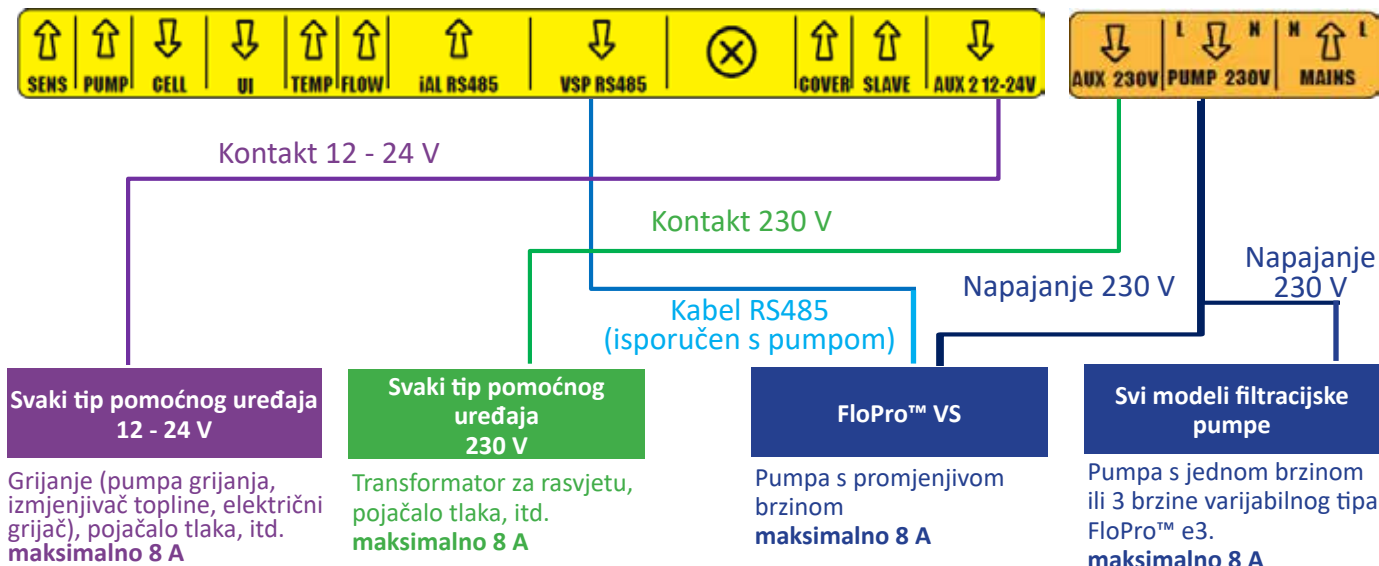 SENS PUMP CELL UI TEMP FLOW iAL RS485 VSP RS485 COVER SLAVE AUX 2 12-24V
L N N L
AUX 230V PUMP 230V MAINS
Kontakt 12 - 24 V
Kontakt 230 V
Napajanje 230 V
Napajanje
230 V
Kabel RS485
(isporučen s pumpom)
Svaki tip pomoćnog uređaja
12 - 24 V
Grijanje (pumpa grijanja,
izmjenjivač topline, električni
grijač), pojačalo tlaka, itd.
maksimalno 8 A
Svaki tip pomoćnog
uređaja
230 V
Transformator za rasvjetu,
pojačalo tlaka, itd.
maksimalno 8 A
FloPro™ VS
Pumpa s promjenjivom
brzinom
maksimalno 8 A
Svi modeli filtracijske
pumpe
Pumpa s jednom brzinom
ili 3 brzine varijabilnog tipa
FloPro™ e3.
maksimalno 8 A